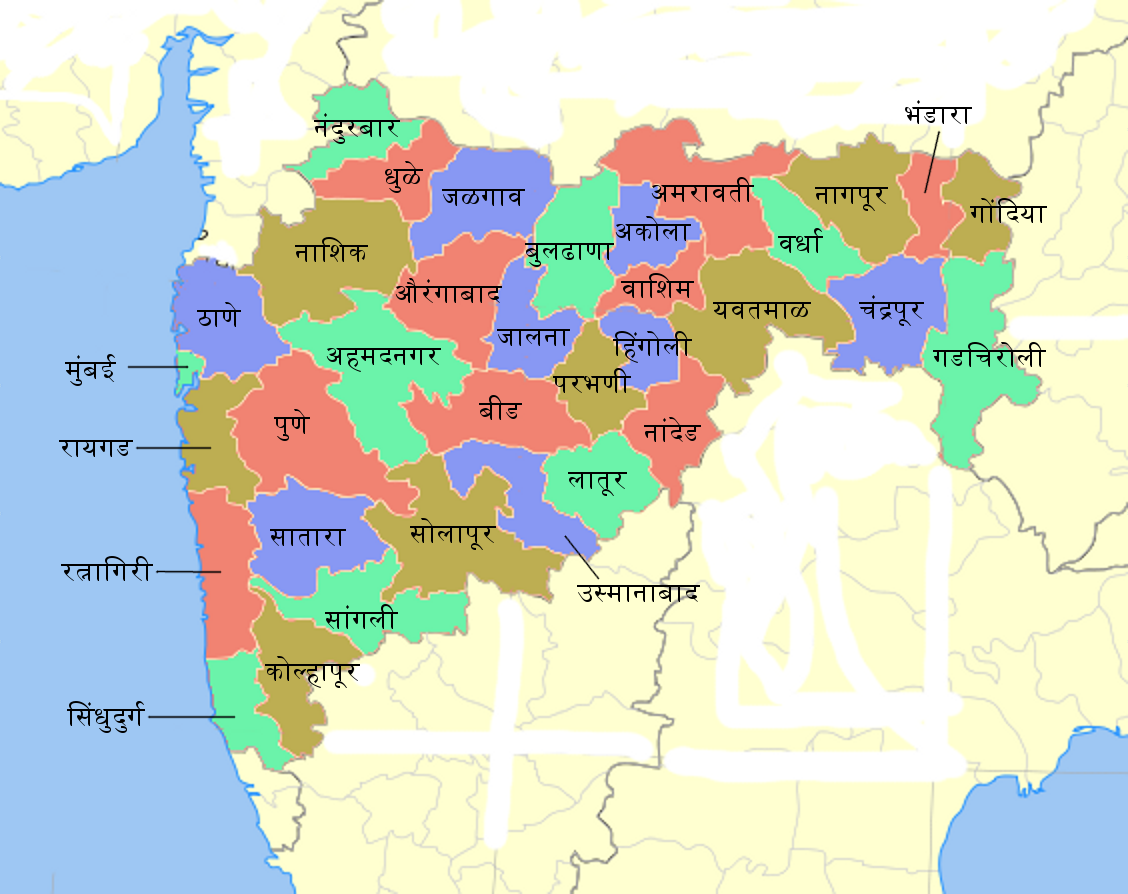 भंडारा
नंदुरबार
धुळे
जळगाव
अमरावती
नागपूर
गोंदिया
नाशिक
बुलढाणा
अकोला
वर्धा
औरंगाबाद
वाशिम
यवतमाळ
चंद्रपूर
ठाणे
जालना
हिंगोली
गडचिरोली
मुंबई
अहमदनगर
परभणी
पुणे
बीड
नांदेड
रायगड
लातूर
सातारा
सोलापूर
रत्नागिरी
उस्मानाबाद
सांगली
कोल्हापूर
सिंधुदुर्ग